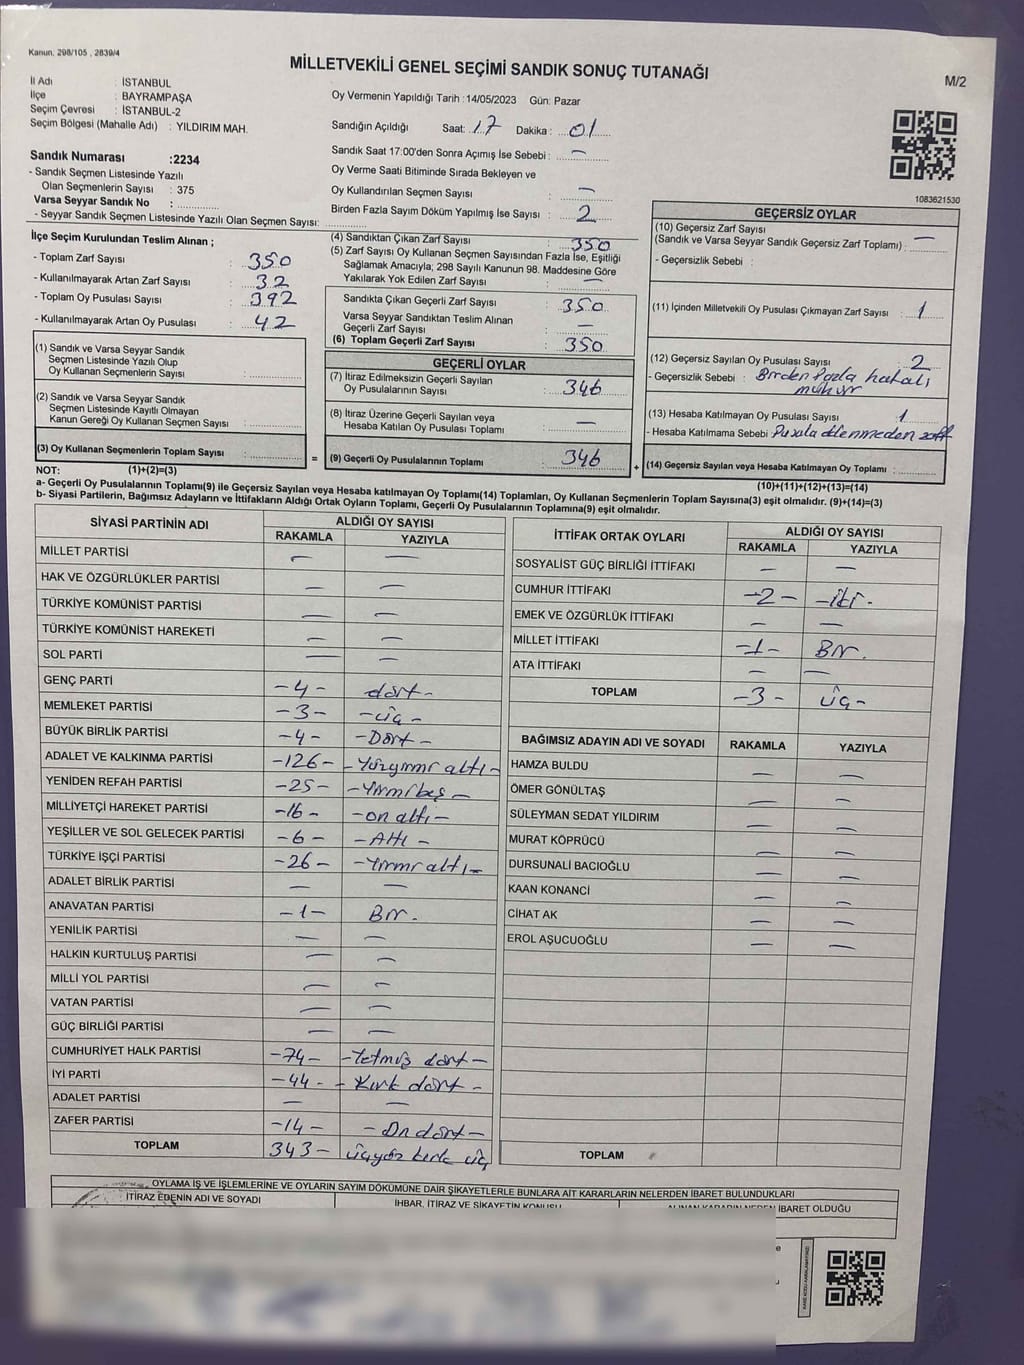 Kanun. 298/105 , 2839/4
MİLLETVEKİLİ GENEL SEÇİMİ SANDIK SONUÇ TUTANAĞI
M/2
İl Adı : İSTANBUL
İlçe : BAYRAMPAŞA
Seçim Çevresi : İSTANBUL-2
Seçim Bölgesi (Mahalle Adı) : YILDIRIM MAH.
Oy Vermenin Yapıldığı Tarih : 14/05/2023 Gün: Pazar
Sandığın Açıldığı Saat: 17 Dakika : 01
Sandık Saat 17:00'den Sonra Açımış İse Sebebi : —
Oy Verme Saati Bitiminde Sırada Bekleyen ve
Oy Kullandırılan Seçmen Sayısı —
Birden Fazla Sayım Döküm Yapılmış İse Sayısı : 2
1083621530
Sandık Numarası :2234
- Sandık Seçmen Listesinde Yazılı
Olan Seçmenlerin Sayısı : 375
Varsa Seyyar Sandık No :
- Seyyar Sandık Seçmen Listesinde Yazılı Olan Seçmen Sayısı:
İlçe Seçim Kurulundan Teslim Alınan ;
- Toplam Zarf Sayısı : 350
- Kullanılmayarak Artan Zarf Sayısı : 32
- Toplam Oy Pusulası Sayısı : 392
- Kullanılmayarak Artan Oy Pusulası : 42
(1) Sandık ve Varsa Seyyar Sandık
Seçmen Listesinde Yazılı Olup
Oy Kullanan Seçmenlerin Sayısı :
(2) Sandık ve Varsa Seyyar Sandık
Seçmen Listesinde Kayıtlı Olmayan
Kanun Gereği Oy Kullanan Seçmen Sayısı :
(3) Oy Kullanan Seçmenlerin Toplam Sayısı :
(4) Sandıktan Çıkan Zarf Sayısı : 350
(5) Zarf Sayısı Oy Kullanan Seçmen Sayısından Fazla İse, Eşitliği
Sağlamak Amacıyla; 298 Sayılı Kanunun 98. Maddesine Göre
Yakılarak Yok Edilen Zarf Sayısı : —
Sandıkta Çıkan Geçerli Zarf Sayısı : 350
Varsa Seyyar Sandıktan Teslim Alınan
Geçerli Zarf Sayısı : —
(6) Toplam Geçerli Zarf Sayısı : 350
GEÇERLİ OYLAR
(7) İtiraz Edilmeksizin Geçerli Sayılan
Oy Pusulalarının Sayısı : 346
(8) İtiraz Üzerine Geçerli Sayılan veya
Hesaba Katılan Oy Pusulaları Toplamı : —
= (9) Geçerli Oy Pusulalarının Toplamı : 346
GEÇERSİZ OYLAR
(10) Geçersiz Zarf Sayısı
(Sandık ve Varsa Seyyar Sandık Geçersiz Zarf Toplamı) : —
- Geçersizlik Sebebi :
(11) İçinden Milletvekili Oy Pusulası Çıkmayan Zarf Sayısı : 1
(12) Geçersiz Sayılan Oy Pusulası Sayısı : 2
- Geçersizlik Sebebi : Birden fazla hatalı
mühür
(13) Hesaba Katılmayan Oy Pusulası Sayısı : 1
- Hesaba Katılmama Sebebi : Pusula
+ (14) Geçersiz Sayılan veya Hesaba Katılmayan Oy Toplamı :
NOT: (1)+(2)=(3)
(10)+(11)+(12)+(13)=(14)
a- Geçerli Oy Pusulalarının Toplamı(9) ile Geçersiz Sayılan veya Hesaba katılmayan Oy Toplamı(14) Toplamları, Oy Kullanan Seçmenlerin Toplam Sayısına(3) eşit olmalıdır. (9)+(14)=(3)
b- Siyasi Partilerin, Bağımsız Adayların ve İttifakların Aldığı Ortak Oyların Toplamı, Geçerli Oy Pusulalarının Toplamına(9) eşit olmalıdır.
SİYASİ PARTİNİN ADI ALDIĞI OY SAYISI
RAKAMLA YAZIYLA
MİLLET PARTİSİ — —
HAK VE ÖZGÜRLÜKLER PARTİSİ — —
TÜRKİYE KOMÜNİST PARTİSİ — —
TÜRKİYE KOMÜNİST HAREKETİ — —
SOL PARTİ — —
GENÇ PARTİ -4- dört-
MEMLEKET PARTİSİ -3- -üç-
BÜYÜK BİRLİK PARTİSİ -4- -Dört-
ADALET VE KALKINMA PARTİSİ -126- -Yüzyirmi altı-
YENİDEN REFAH PARTİSİ -25- -Yirmibeş-
MİLLİYETÇİ HAREKET PARTİSİ -16- -on altı-
YEŞİLLER VE SOL GELECEK PARTİSİ -6- -Altı-
TÜRKİYE İŞÇİ PARTİSİ -26- -Yirmi altı-
ADALET BİRLİK PARTİSİ — —
ANAVATAN PARTİSİ -1- Bir.
YENİLİK PARTİSİ — —
HALKIN KURTULUŞ PARTİSİ — —
MİLLİ YOL PARTİSİ — —
VATAN PARTİSİ — —
GÜÇ BİRLİĞİ PARTİSİ — —
CUMHURİYET HALK PARTİSİ -74- -Yetmiş dört-
İYİ PARTİ -44- -Kırk dört-
ADALET PARTİSİ — —
ZAFER PARTİSİ -14- -On dört-
TOPLAM 343- üçyüz kırk üç
İTTİFAK ORTAK OYLARI ALDIĞI OY SAYISI
RAKAMLA YAZIYLA
SOSYALİST GÜÇ BİRLİĞİ İTTİFAKI — —
CUMHUR İTTİFAKI -2- -iki-
EMEK VE ÖZGÜRLÜK İTTİFAKI — —
MİLLET İTTİFAKI -1- Bir.
ATA İTTİFAKI — —
TOPLAM -3- üç-
BAĞIMSIZ ADAYIN ADI VE SOYADI RAKAMLA YAZIYLA
HAMZA BULDU — —
ÖMER GÖNÜLTAŞ — —
SÜLEYMAN SEDAT YILDIRIM — —
MURAT KÖPRÜCÜ — —
DURSUNALİ BACIOĞLU — —
KAAN KONANCİ — —
CİHAT AK — —
EROL AŞUCUOĞLU — —
TOPLAM
OYLAMA İŞ VE İŞLEMLERİNE VE OYLARIN SAYIM DÖKÜMÜNE DAİR ŞİKAYETLERLE BUNLARA AİT KARARLARIN NELERDEN İBARET BULUNDUKLARI
İTİRAZ EDENİN ADI VE SOYADI İHBAR, İTİRAZ VE ŞİKAYETİN KONUSU ALINAN KARARIN NEDEN İBARET OLDUĞU